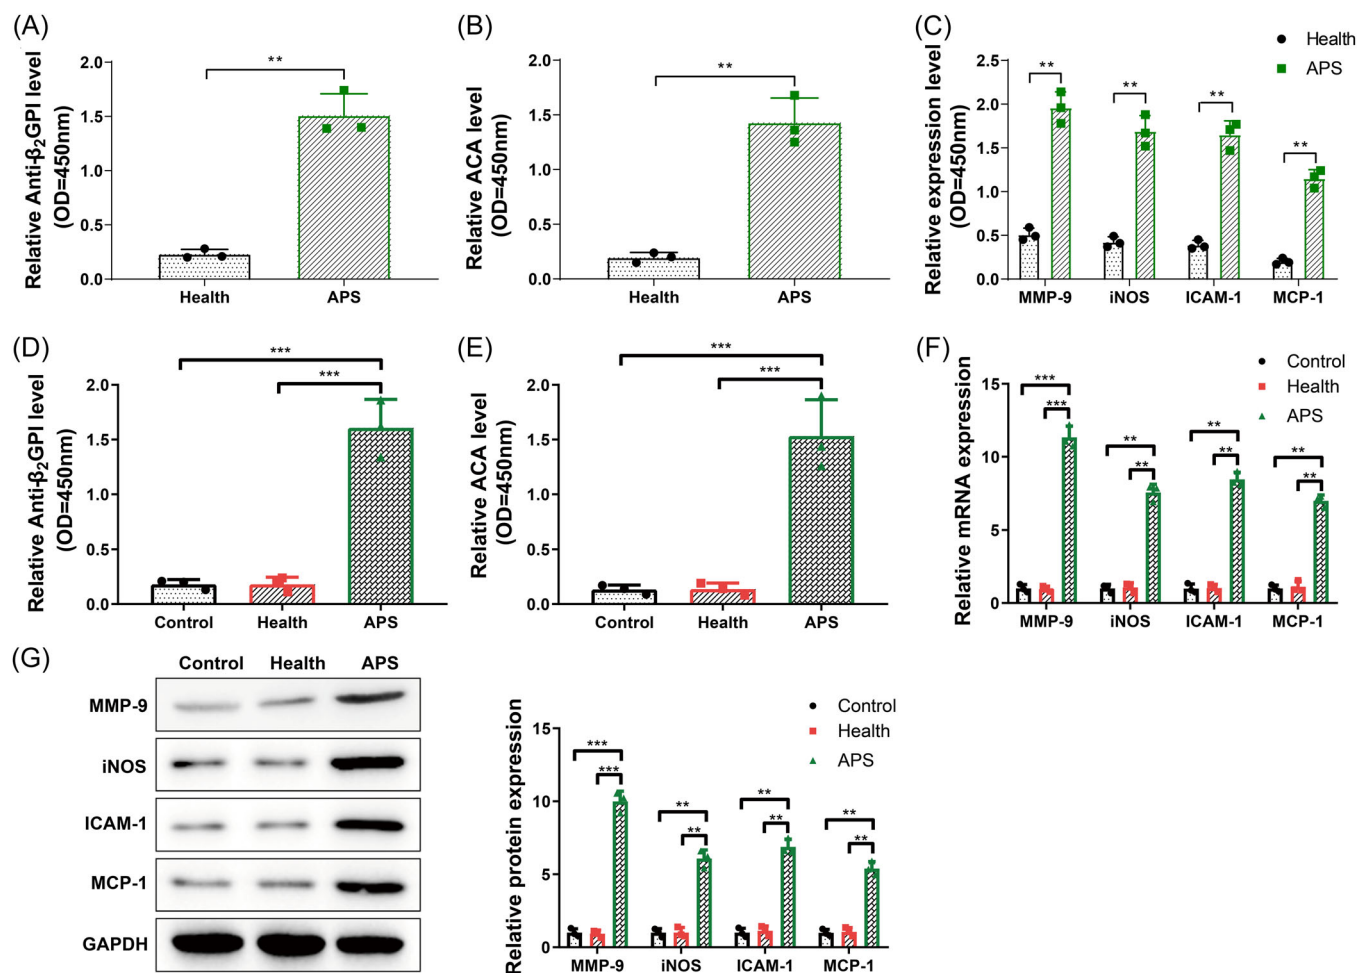 (A)
Relative Anti-β₂GPI level
(OD=450nm)
2.0
1.5
1.0
0.5
0.0
**
Health
APS
(B)
Relative ACA level
(OD=450nm)
2.0
1.5
1.0
0.5
0.0
**
Health
APS
(C)
Health
APS
Relative expression level
(OD=450nm)
2.5
2.0
1.5
1.0
0.5
0.0
**
**
**
**
MMP-9
iNOS
ICAM-1
MCP-1
(D)
Relative Anti-β₂GPI level
(OD=450nm)
2.0
1.5
1.0
0.5
0.0
***
***
Control
Health
APS
(E)
Relative ACA level
(OD=450nm)
2.0
1.5
1.0
0.5
0.0
***
***
Control
Health
APS
(F)
Control
Health
APS
Relative mRNA expression
15
10
5
0
***
***
**
**
**
**
**
**
MMP-9
iNOS
ICAM-1
MCP-1
(G)
Control
Health
APS
MMP-9
iNOS
ICAM-1
MCP-1
GAPDH
Control
Health
APS
Relative protein expression
15
10
5
0
***
***
**
**
**
**
**
**
MMP-9
iNOS
ICAM-1
MCP-1